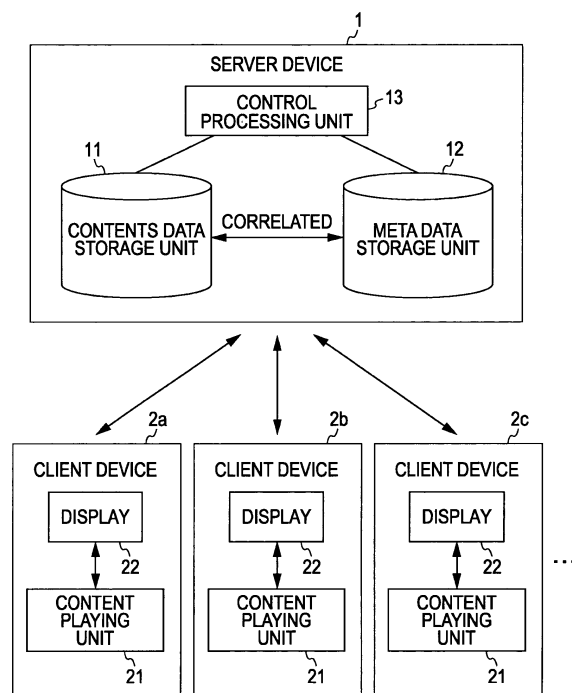 1
SERVER DEVICE
CONTROL
PROCESSING UNIT
13
11
12
CONTENTS DATA
STORAGE UNIT
CORRELATED
META DATA
STORAGE UNIT
2a
2b
2c
CLIENT DEVICE
CLIENT DEVICE
CLIENT DEVICE
DISPLAY
DISPLAY
DISPLAY
22
22
22
...
CONTENT
PLAYING
UNIT
CONTENT
PLAYING
UNIT
CONTENT
PLAYING
UNIT
21
21
21